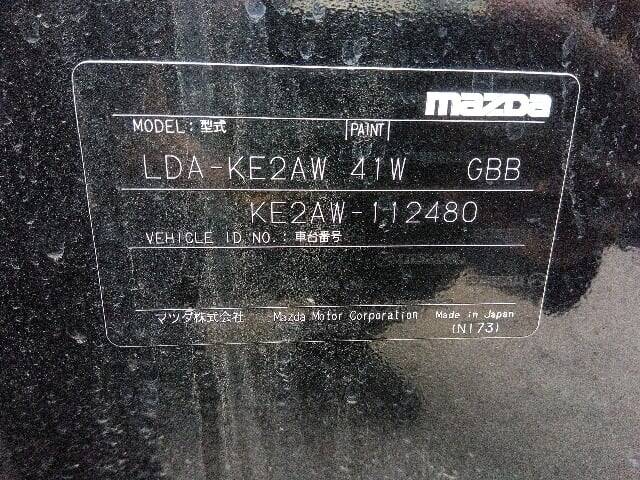 mazda
MODEL : 型式 PAINT
LDA-KE2AW 41W GBB
KE2AW-112480
VEHICLE ID NO. : 車台番号
マツダ株式会社 Mazda Motor Corporation Made in Japan
(N173)